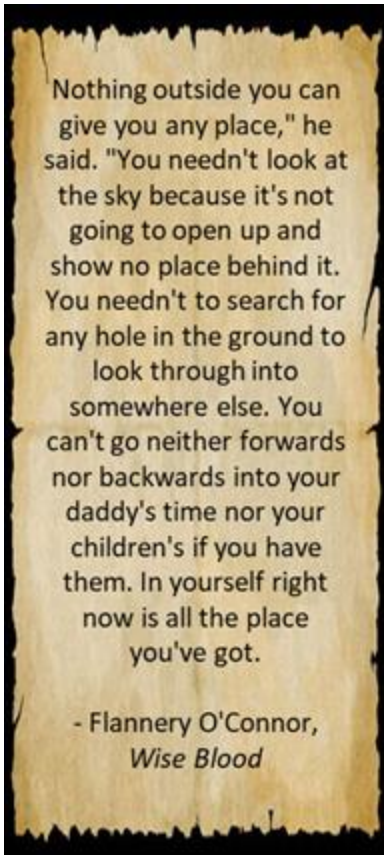 Nothing outside you can
give you any place," he
said. "You needn't look at
the sky because it's not
going to open up and
show no place behind it.
You needn't to search for
any hole in the ground to
look through into
somewhere else. You
can't go neither forwards
nor backwards into your
daddy's time nor your
children's if you have
them. In yourself right
now is all the place
you've got.
- Flannery O'Connor,
Wise Blood